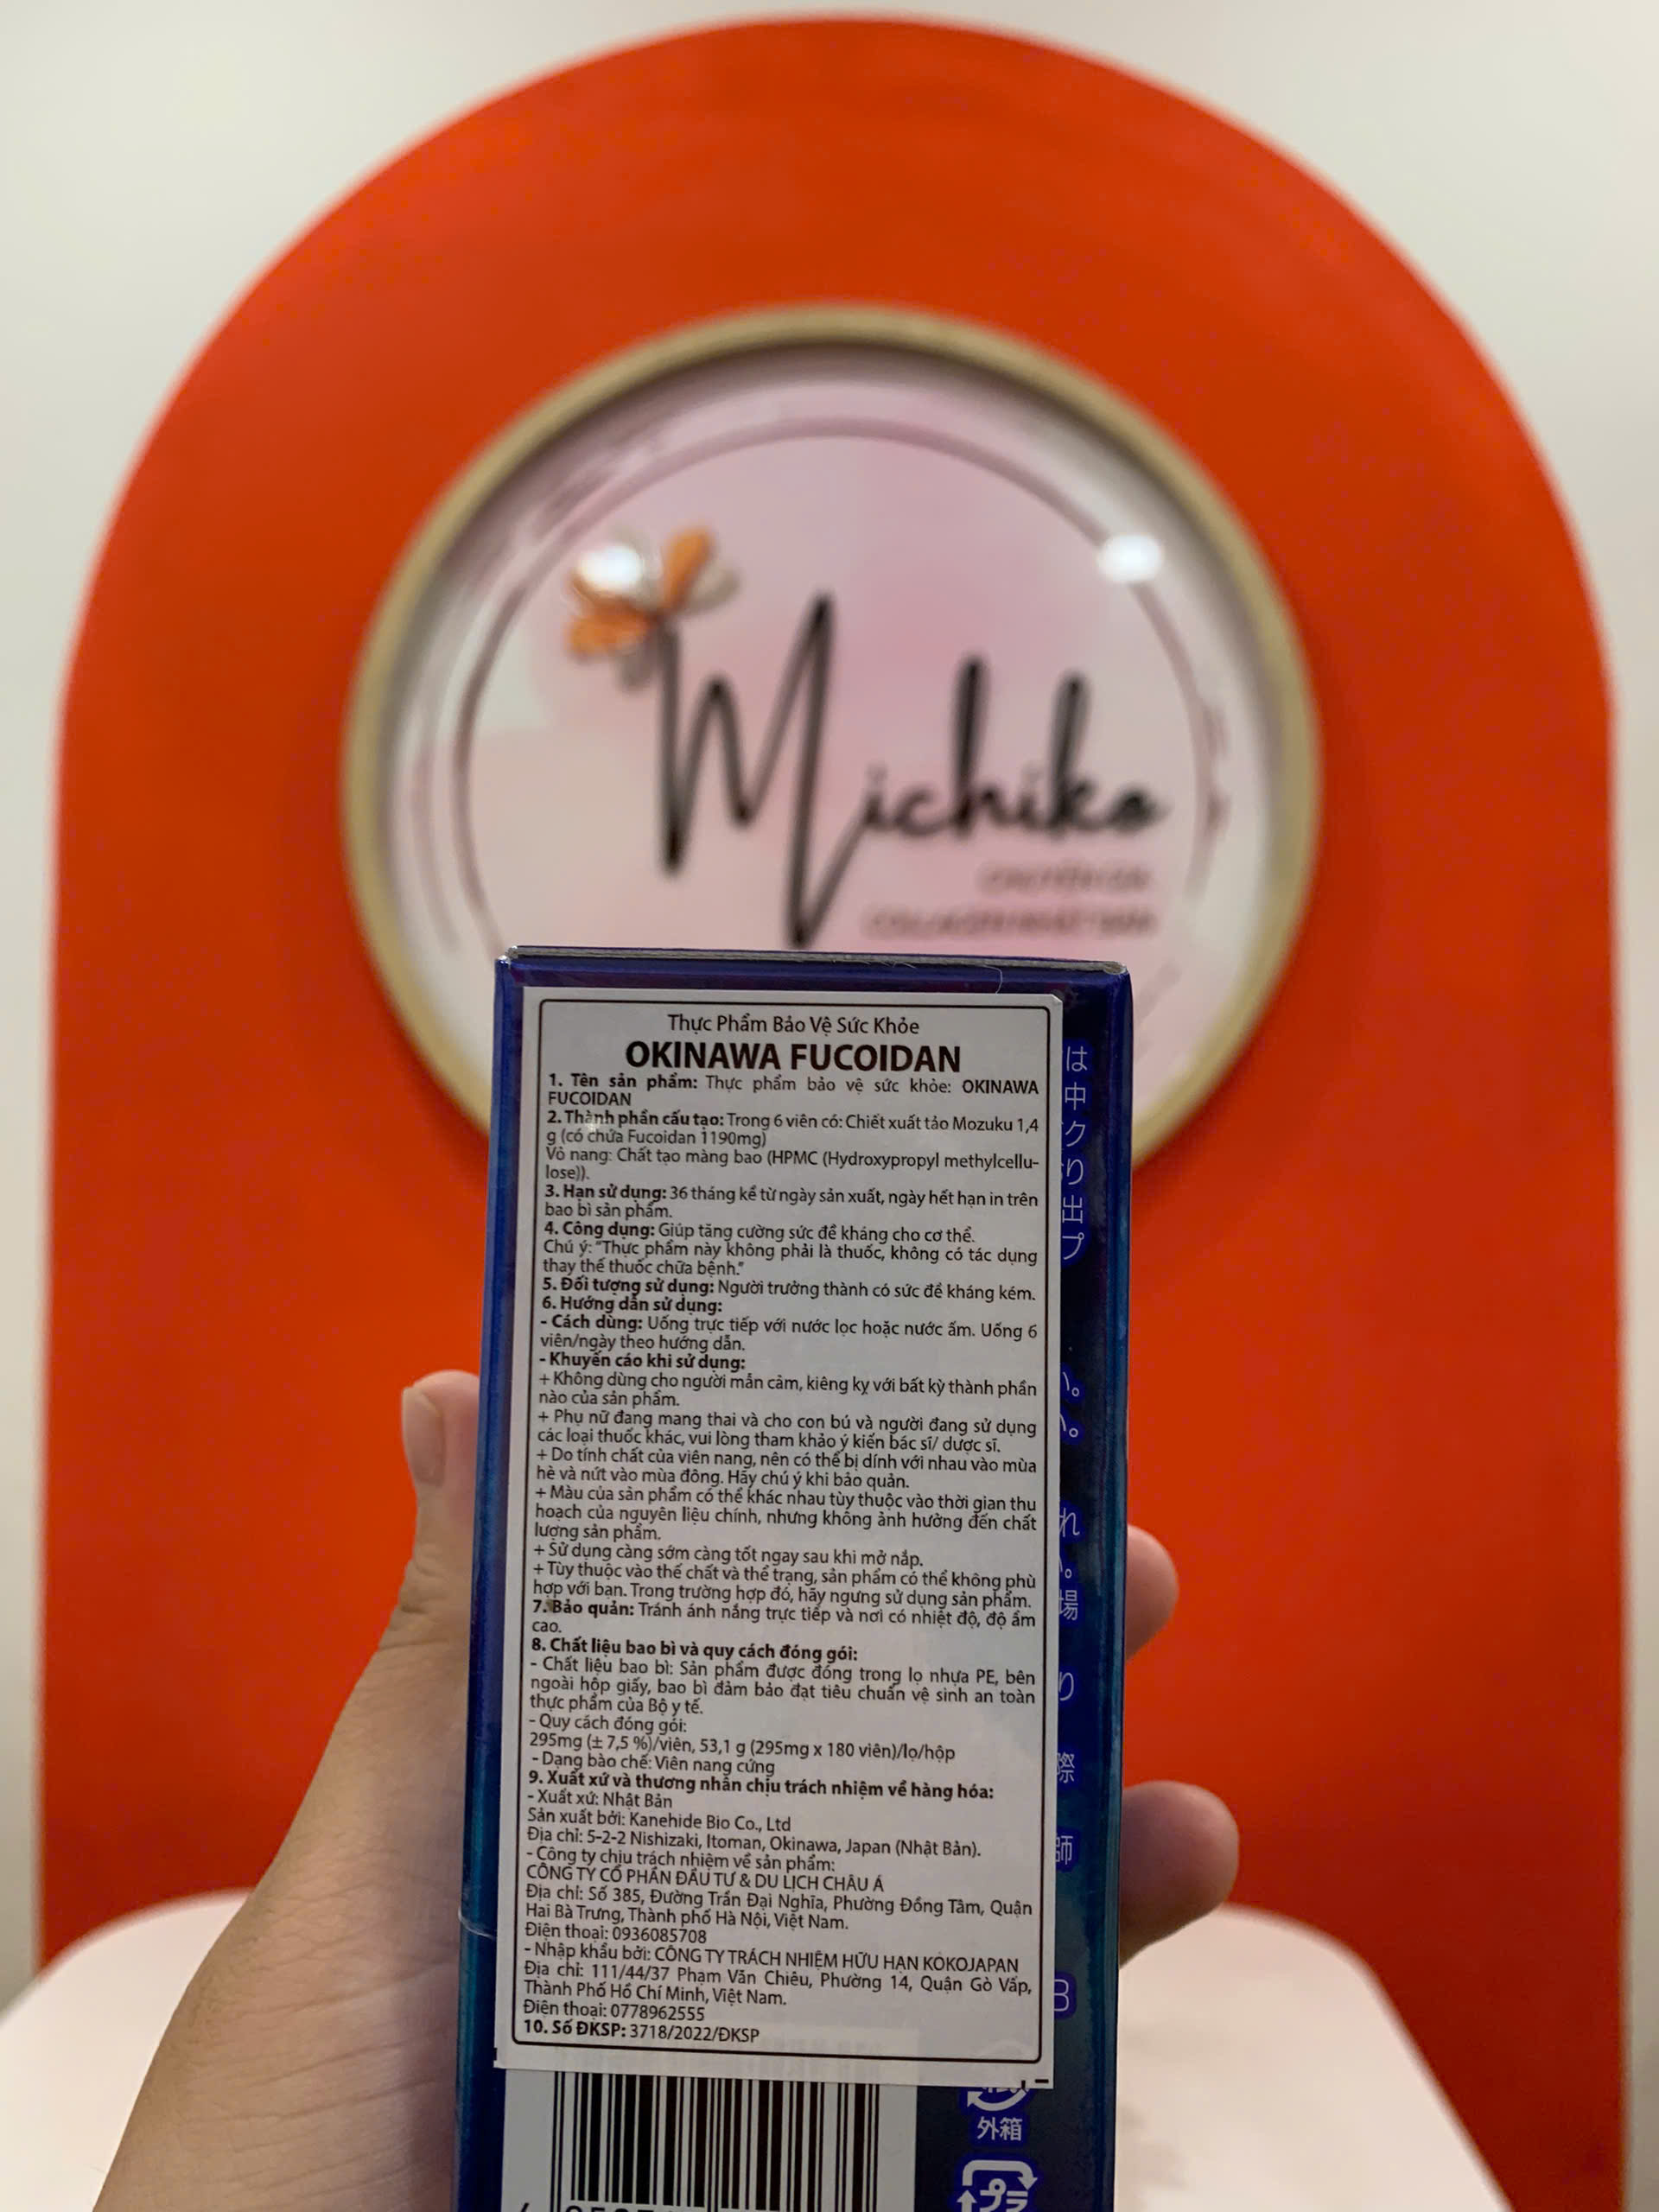 Michiko
CHUYÊN GIA
COLLAGEN NHẬT BẢN
Thực Phẩm Bảo Vệ Sức Khỏe
OKINAWA FUCOIDAN
1. Tên sản phẩm: Thực phẩm bảo vệ sức khỏe: OKINAWA
FUCOIDAN
2. Thành phần cấu tạo: Trong 6 viên có: Chiết xuất tảo Mozuku 1,4
g (có chứa Fucoidan 1190mg)
Vỏ nang: Chất tạo màng bao (HPMC (Hydroxypropyl methylcellu-
lose)).
3. Hạn sử dụng: 36 tháng kể từ ngày sản xuất, ngày hết hạn in trên
bao bì sản phẩm.
4. Công dụng: Giúp tăng cường sức đề kháng cho cơ thể.
Chú ý: "Thực phẩm này không phải là thuốc, không có tác dụng
thay thế thuốc chữa bệnh."
5. Đối tượng sử dụng: Người trưởng thành có sức đề kháng kém.
6. Hướng dẫn sử dụng:
- Cách dùng: Uống trực tiếp với nước lọc hoặc nước ấm. Uống 6
viên/ngày theo hướng dẫn.
- Khuyến cáo khi sử dụng:
+ Không dùng cho người mẫn cảm, kiêng kỵ với bất kỳ thành phần
nào của sản phẩm.
+ Phụ nữ đang mang thai và cho con bú và người đang sử dụng
các loại thuốc khác, vui lòng tham khảo ý kiến bác sĩ/ dược sĩ.
+ Do tính chất của viên nang, nên có thể bị dính với nhau vào mùa
hè và nứt vào mùa đông. Hãy chú ý khi bảo quản.
+ Màu của sản phẩm có thể khác nhau tùy thuộc vào thời gian thu
hoạch của nguyên liệu chính, nhưng không ảnh hưởng đến chất
lượng sản phẩm.
+ Sử dụng càng sớm càng tốt ngay sau khi mở nắp.
+ Tùy thuộc vào thể chất và thể trạng, sản phẩm có thể không phù
hợp với bạn. Trong trường hợp đó, hãy ngưng sử dụng sản phẩm.
7. Bảo quản: Tránh ánh nắng trực tiếp và nơi có nhiệt độ, độ ẩm
cao.
8. Chất liệu bao bì và quy cách đóng gói:
- Chất liệu bao bì: Sản phẩm được đóng trong lọ nhựa PE, bên
ngoài hộp giấy, bao bì đảm bảo đạt tiêu chuẩn vệ sinh an toàn
thực phẩm của Bộ y tế.
- Quy cách đóng gói:
295mg (± 7,5 %)/viên, 53,1 g (295mg x 180 viên)/lọ/hộp
- Dạng bào chế: Viên nang cứng
9. Xuất xứ và thương nhân chịu trách nhiệm về hàng hóa:
- Xuất xứ: Nhật Bản
Sản xuất bởi: Kanehide Bio Co., Ltd
Địa chỉ: 5-2-2 Nishizaki, Itoman, Okinawa, Japan (Nhật Bản).
- Công ty chịu trách nhiệm về sản phẩm:
CÔNG TY CỔ PHẦN ĐẦU TƯ & DU LỊCH CHÂU Á
Địa chỉ: Số 385, Đường Trần Đại Nghĩa, Phường Đồng Tâm, Quận
Hai Bà Trưng, Thành phố Hà Nội, Việt Nam.
Điện thoại: 0936085708
- Nhập khẩu bởi: CÔNG TY TRÁCH NHIỆM HỮU HẠN KOKOJAPAN
Địa chỉ: 111/44/37 Phạm Văn Chiêu, Phường 14, Quận Gò Vấp,
Thành Phố Hồ Chí Minh, Việt Nam.
Điện thoại: 0778962555
10. Số ĐKSP: 3718/2022/ĐKSP
は
中
ク
り
出
プ
い。
い。
れ
い。
場
り
際
師
外箱
プラ